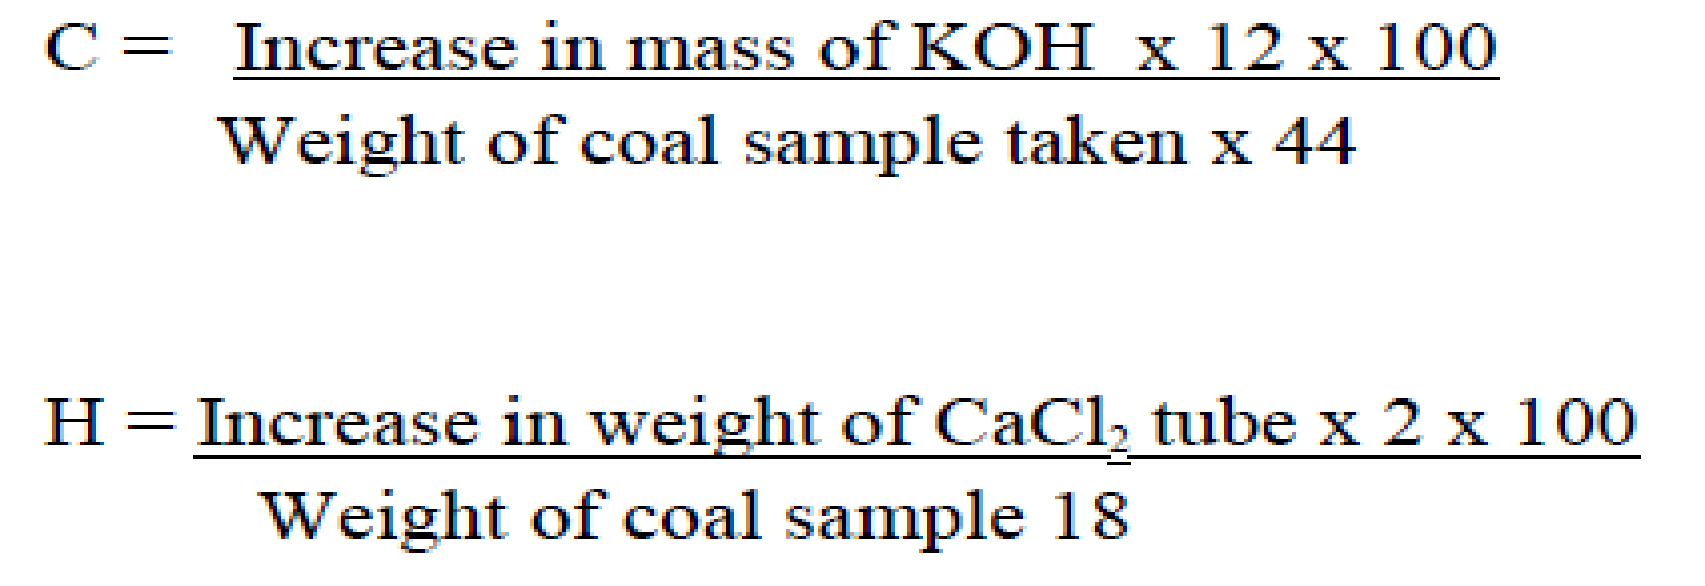 C = Increase in mass of KOH x 12 x 100
Weight of coal sample taken x 44
H = Increase in weight of CaCl₂ tube x 2 x 100
Weight of coal sample 18